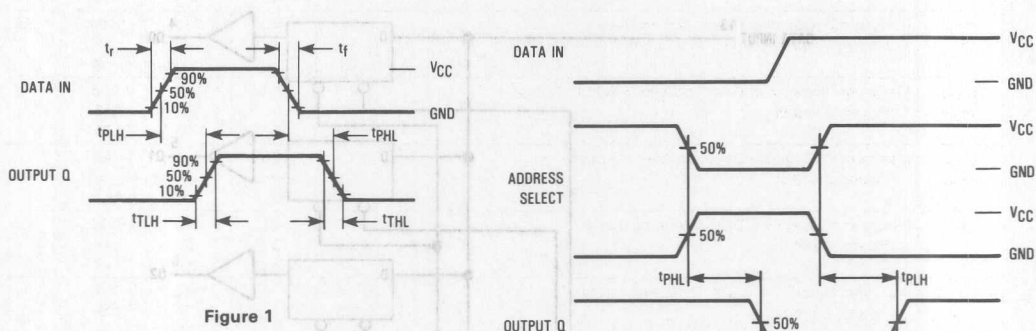 tr
tf
DATA IN
90%
50%
10%
VCC
GND
tPLH
tPHL
OUTPUT Q
90%
50%
10%
tTLH
tTHL
Figure 1
DATA IN
VCC
GND
ADDRESS
SELECT
50%
VCC
GND
50%
VCC
GND
tPHL
tPLH
OUTPUT Q
50%